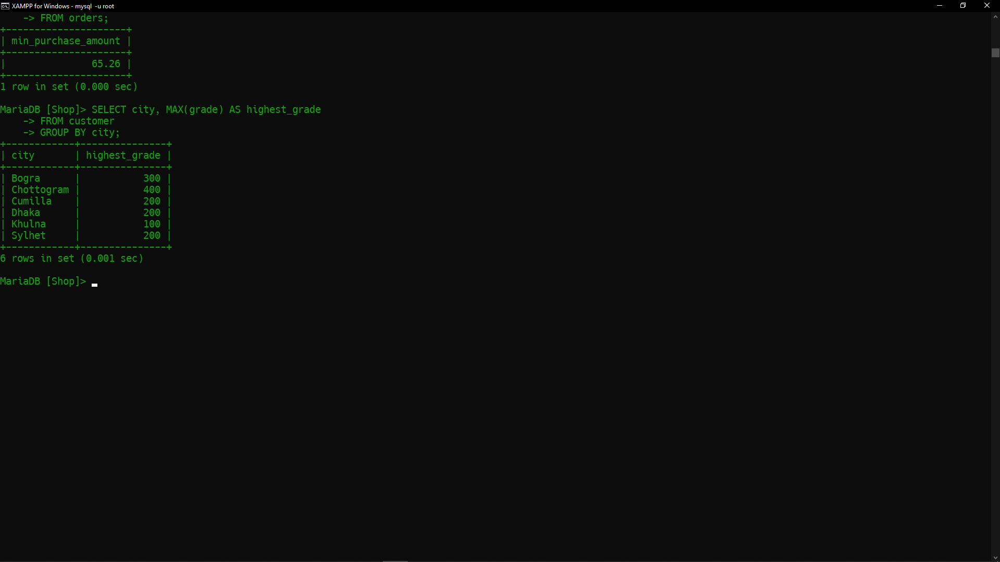 XAMPP for Windows - mysql  -u root
    -> FROM orders;
+---------------------+
| min_purchase_amount |
+---------------------+
|               65.26 |
+---------------------+
1 row in set (0.000 sec)

MariaDB [Shop]> SELECT city, MAX(grade) AS highest_grade
    -> FROM customer
    -> GROUP BY city;
+------------+---------------+
| city       | highest_grade |
+------------+---------------+
| Bogra      |           300 |
| Chottogram |           400 |
| Cumilla    |           200 |
| Dhaka      |           200 |
| Khulna     |           100 |
| Sylhet     |           200 |
+------------+---------------+
6 rows in set (0.001 sec)

MariaDB [Shop]> _